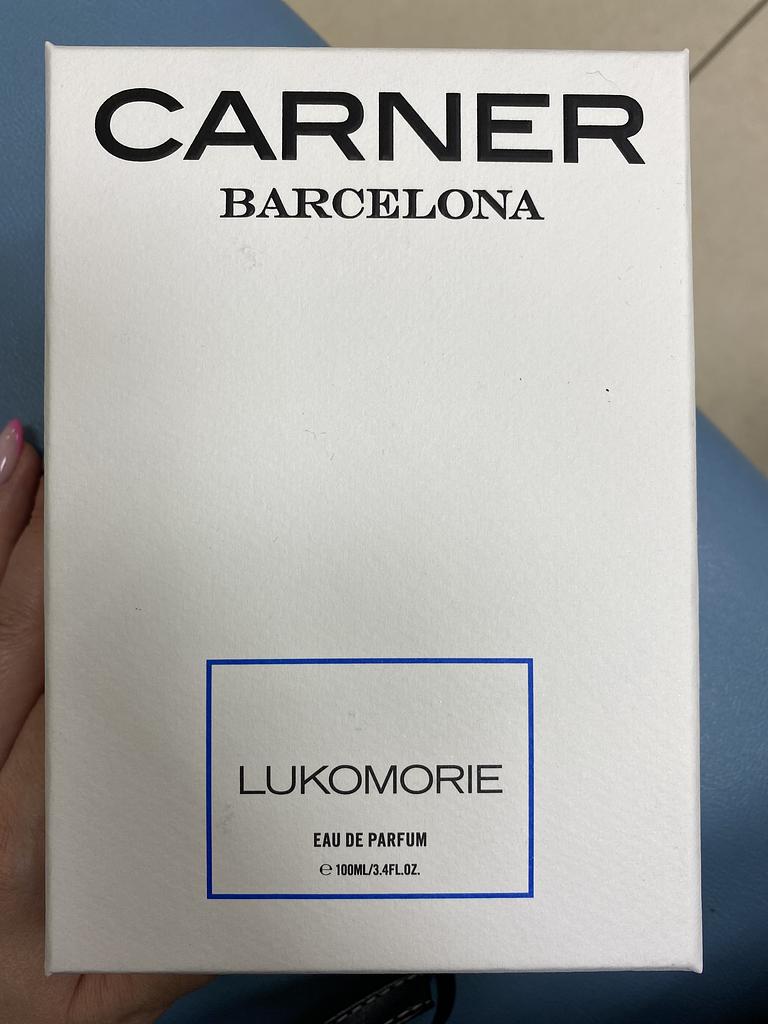 CARNER
BARCELONA
LUKOMORIE
EAU DE PARFUM
℮ 100ML/3.4FL.OZ.